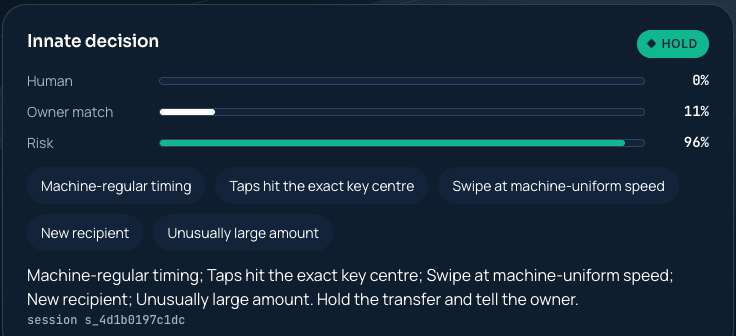 Innate decision
HOLD
Human 0%
Owner match 11%
Risk 96%
Machine-regular timing Taps hit the exact key centre Swipe at machine-uniform speed
New recipient Unusually large amount
Machine-regular timing; Taps hit the exact key centre; Swipe at machine-uniform speed;
New recipient; Unusually large amount. Hold the transfer and tell the owner.
session s_4d1b0197c1dc